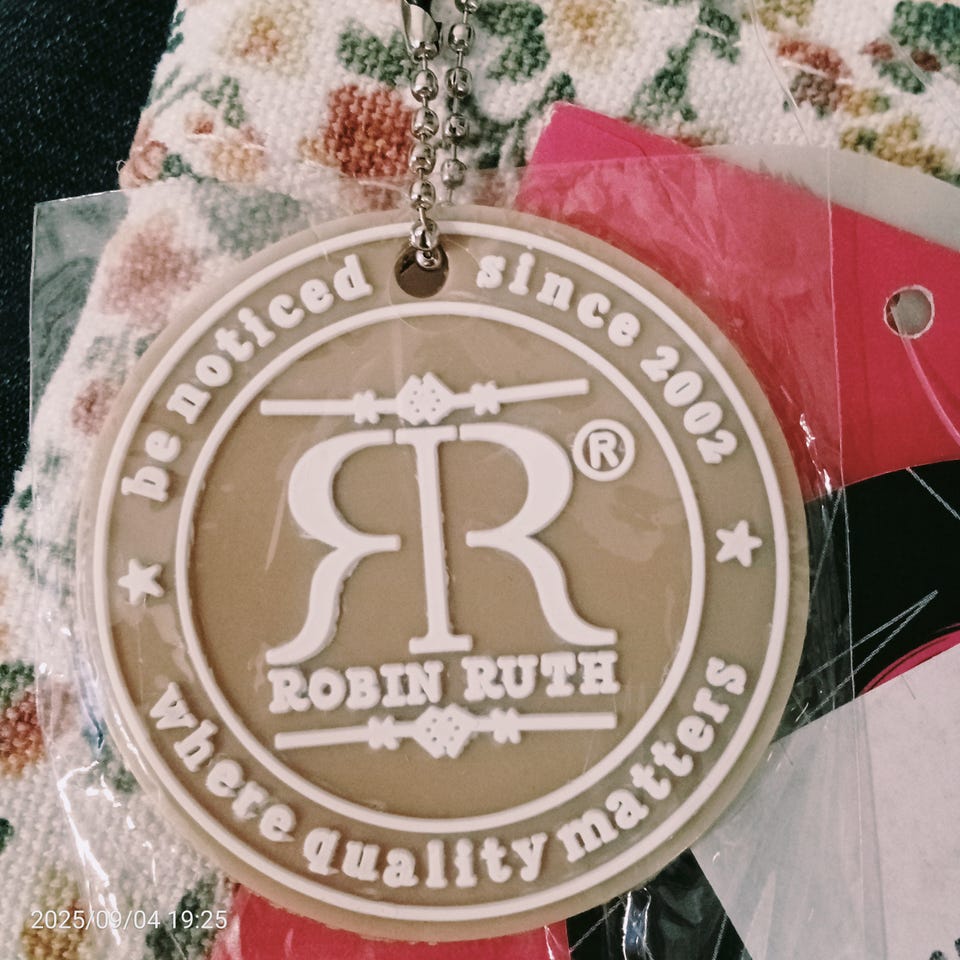 be noticed since 2002
RR®
ROBIN RUTH
where quality matters
2025/09/04 19:25